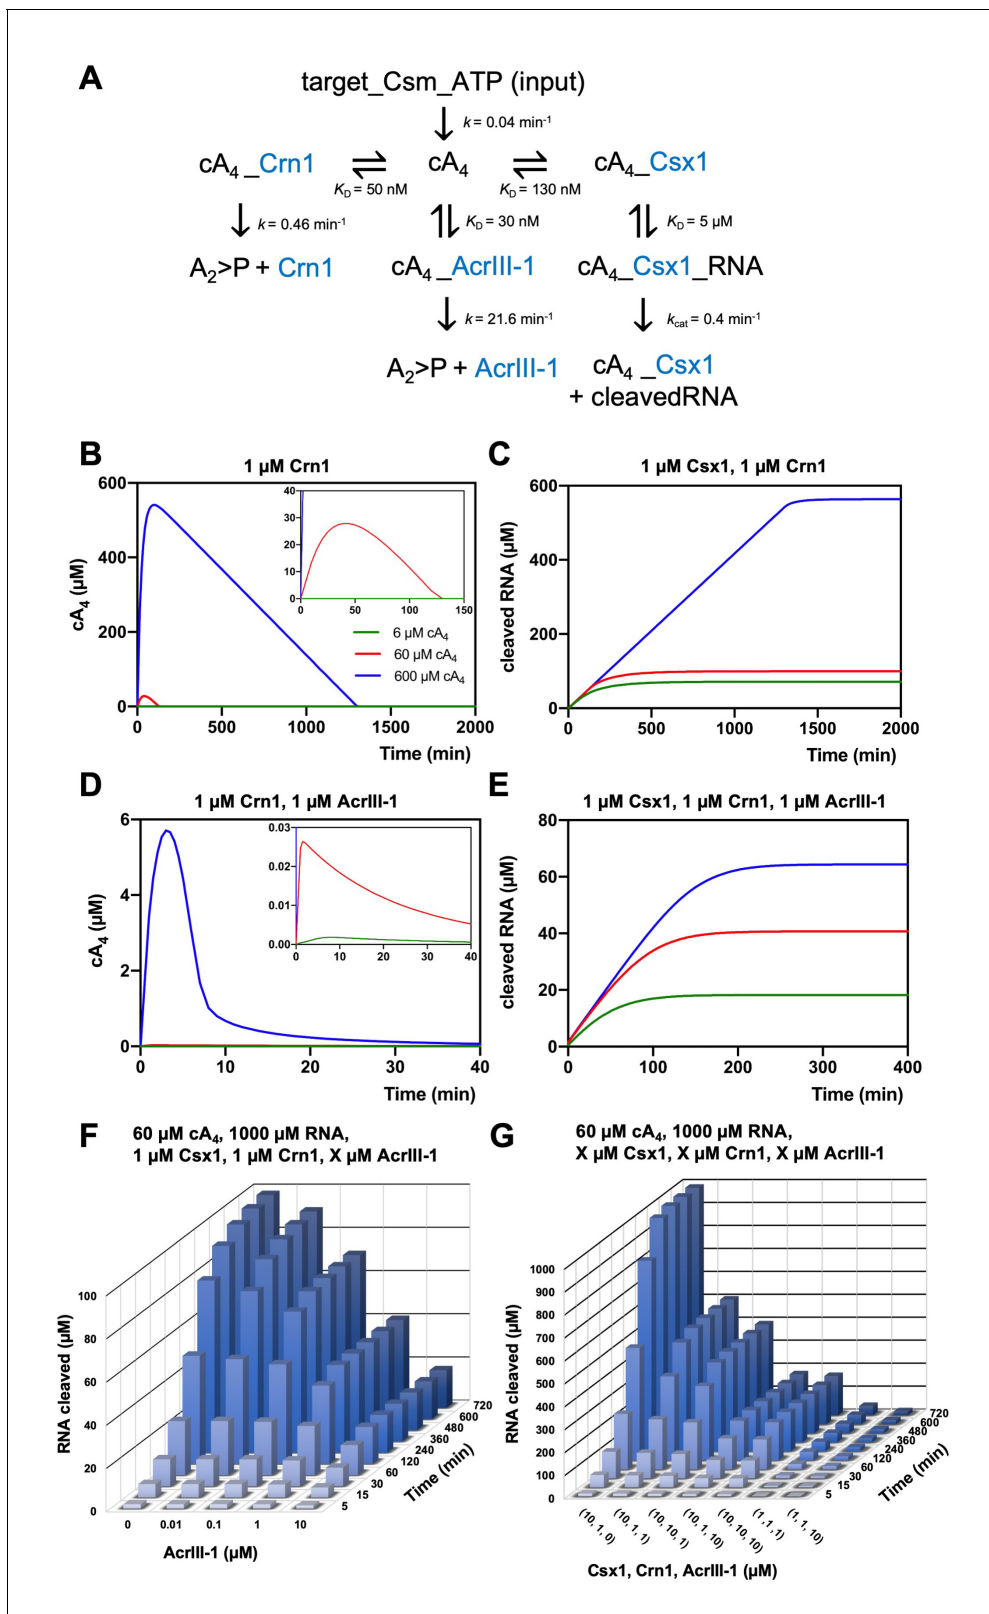 A
target_Csm_ATP (input)
k = 0.04 min-1
cA4_Crn1 ⇌ cA4 ⇌ cA4_Csx1
KD = 50 nM KD = 130 nM
k = 0.46 min-1 KD = 30 nM KD = 5 µM
A2>P + Crn1 cA4_AcrIII-1 cA4_Csx1_RNA
k = 21.6 min-1 kcat = 0.4 min-1
A2>P + AcrIII-1 cA4_Csx1
+ cleavedRNA
B
1 µM Crn1
600
400
200
0
cA4 (µM)
40
30
20
10
0
0 50 100 150
6 µM cA4
60 µM cA4
600 µM cA4
0 500 1000 1500 2000
Time (min)
C
1 µM Csx1, 1 µM Crn1
600
400
200
0
cleaved RNA (µM)
0 500 1000 1500 2000
Time (min)
D
1 µM Crn1, 1 µM AcrIII-1
6
4
2
0
cA4 (µM)
0.03
0.02
0.01
0.00
0 10 20 30 40
0 10 20 30 40
Time (min)
E
1 µM Csx1, 1 µM Crn1, 1 µM AcrIII-1
80
60
40
20
0
cleaved RNA (µM)
0 100 200 300 400
Time (min)
F
60 µM cA4, 1000 µM RNA,
1 µM Csx1, 1 µM Crn1, X µM AcrIII-1
100
80
60
40
20
0
RNA cleaved (µM)
0 0.01 0.1 1 10
AcrIII-1 (µM)
5 15 30 60 120 240 360 480 600 720
Time (min)
G
60 µM cA4, 1000 µM RNA,
X µM Csx1, X µM Crn1, X µM AcrIII-1
1000
900
800
700
600
500
400
300
200
100
0
RNA cleaved (µM)
(10, 1, 0) (10, 1, 1) (10, 10, 1) (10, 1, 10) (10, 10, 10) (1, 1, 1) (1, 1, 10)
Csx1, Crn1, AcrIII-1 (µM)
5 15 30 60 120 240 360 480 600 720
Time (min)